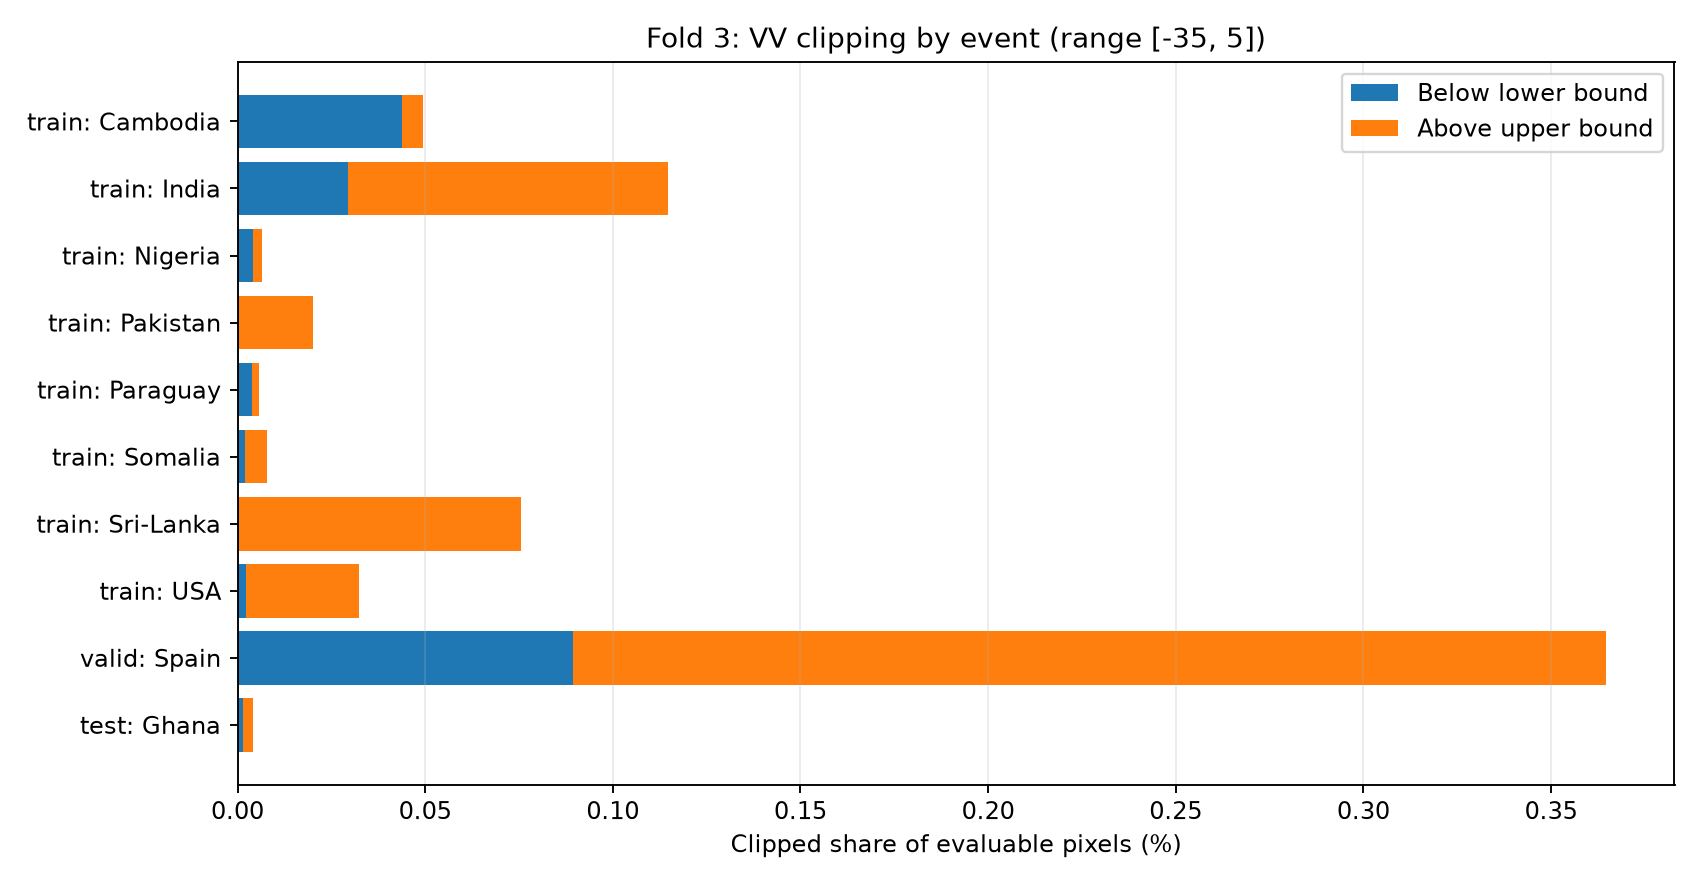 Fold 3: VV clipping by event (range [-35, 5])
Below lower bound
Above upper bound
train: Cambodia
train: India
train: Nigeria
train: Pakistan
train: Paraguay
train: Somalia
train: Sri-Lanka
train: USA
valid: Spain
test: Ghana
0.00 0.05 0.10 0.15 0.20 0.25 0.30 0.35
Clipped share of evaluable pixels (%)